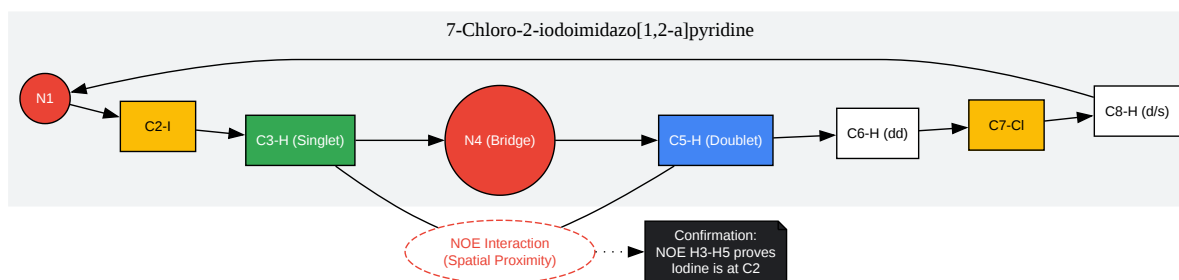 7-Chloro-2-iodoimidazo[1,2-a]pyridine
N1
C2-I
C3-H (Singlet)
N4 (Bridge)
C5-H (Doublet)
C6-H (dd)
C7-Cl
C8-H (d/s)
NOE Interaction
(Spatial Proximity)
Confirmation:
NOE H3-H5 proves
Iodine is at C2